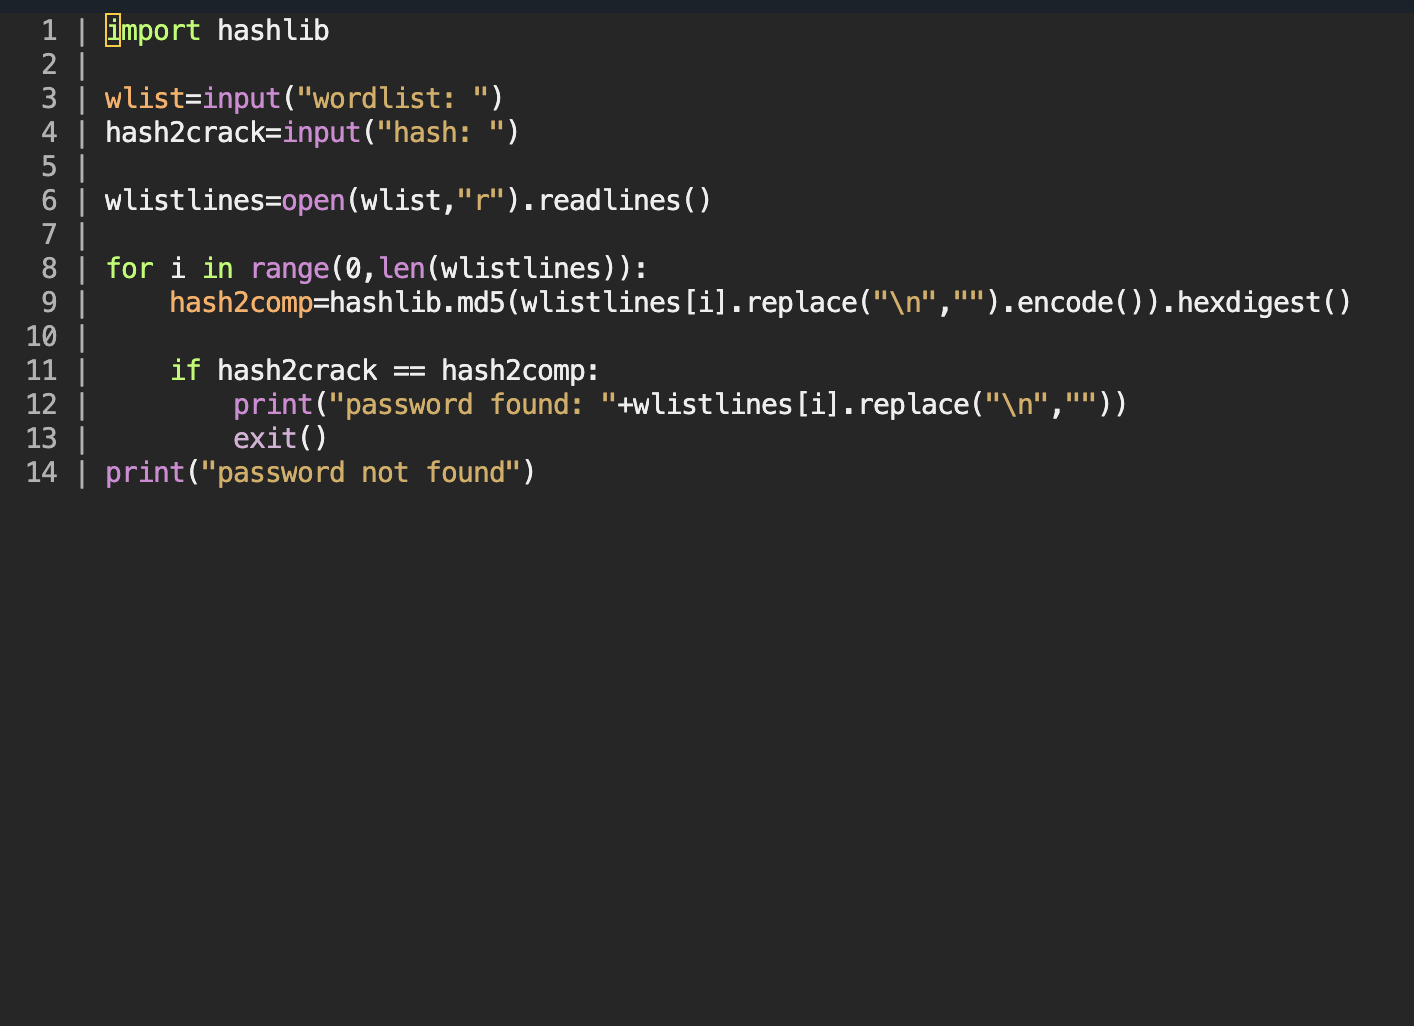 1 | import hashlib
2 |
3 | wlist=input("wordlist: ")
4 | hash2crack=input("hash: ")
5 |
6 | wlistlines=open(wlist,"r").readlines()
7 |
8 | for i in range(0,len(wlistlines)):
9 |     hash2comp=hashlib.md5(wlistlines[i].replace("\n","").encode()).hexdigest()
10 |
11 |     if hash2crack == hash2comp:
12 |         print("password found: "+wlistlines[i].replace("\n",""))
13 |         exit()
14 | print("password not found")